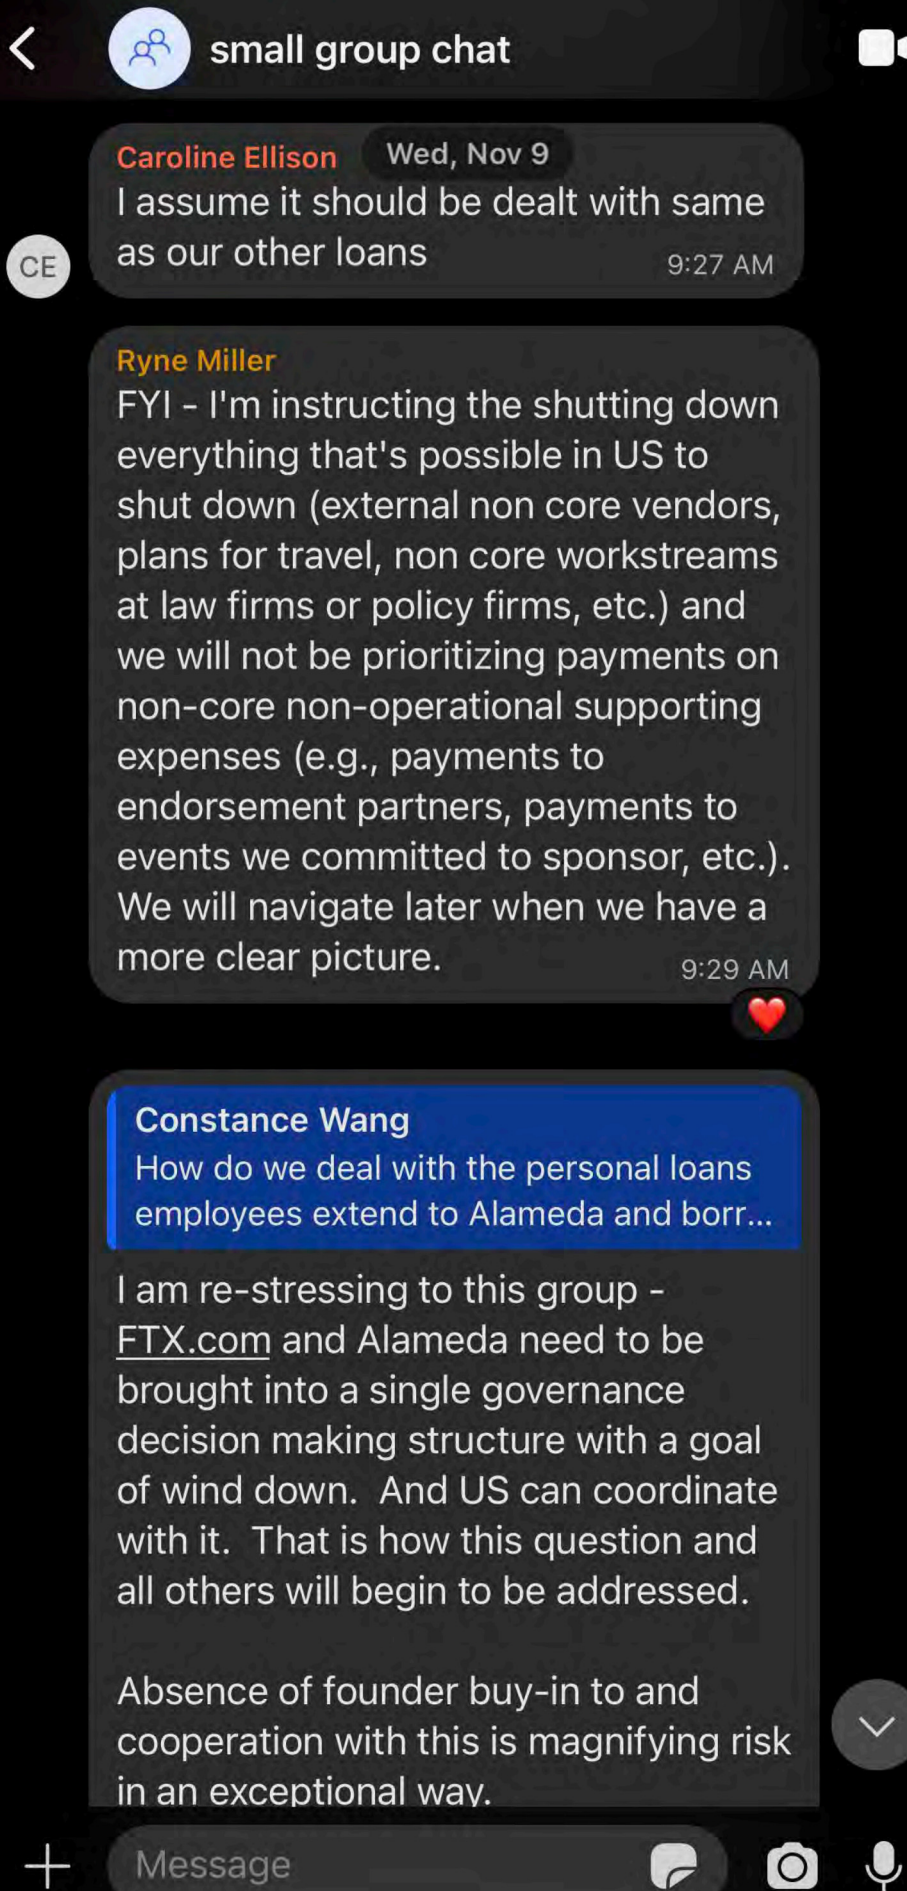 small group chat
Caroline Ellison
Wed, Nov 9
I assume it should be dealt with same
as our other loans
9:27 AM
CE
Ryne Miller
FYI - I'm instructing the shutting down
everything that's possible in US to
shut down (external non core vendors,
plans for travel, non core workstreams
at law firms or policy firms, etc.) and
we will not be prioritizing payments on
non-core non-operational supporting
expenses (e.g., payments to
endorsement partners, payments to
events we committed to sponsor, etc.).
We will navigate later when we have a
more clear picture.
9:29 AM
Constance Wang
How do we deal with the personal loans
employees extend to Alameda and borr...
I am re-stressing to this group -
FTX.com and Alameda need to be
brought into a single governance
decision making structure with a goal
of wind down.  And US can coordinate
with it.  That is how this question and
all others will begin to be addressed.
Absence of founder buy-in to and
cooperation with this is magnifying risk
in an exceptional way.
Message